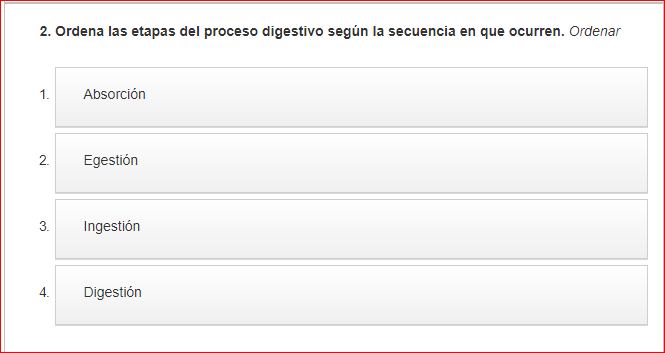 2. Ordena las etapas del proceso digestivo según la secuencia en que ocurren. Ordenar
1. Absorción
2. Egestión
3. Ingestión
4. Digestión